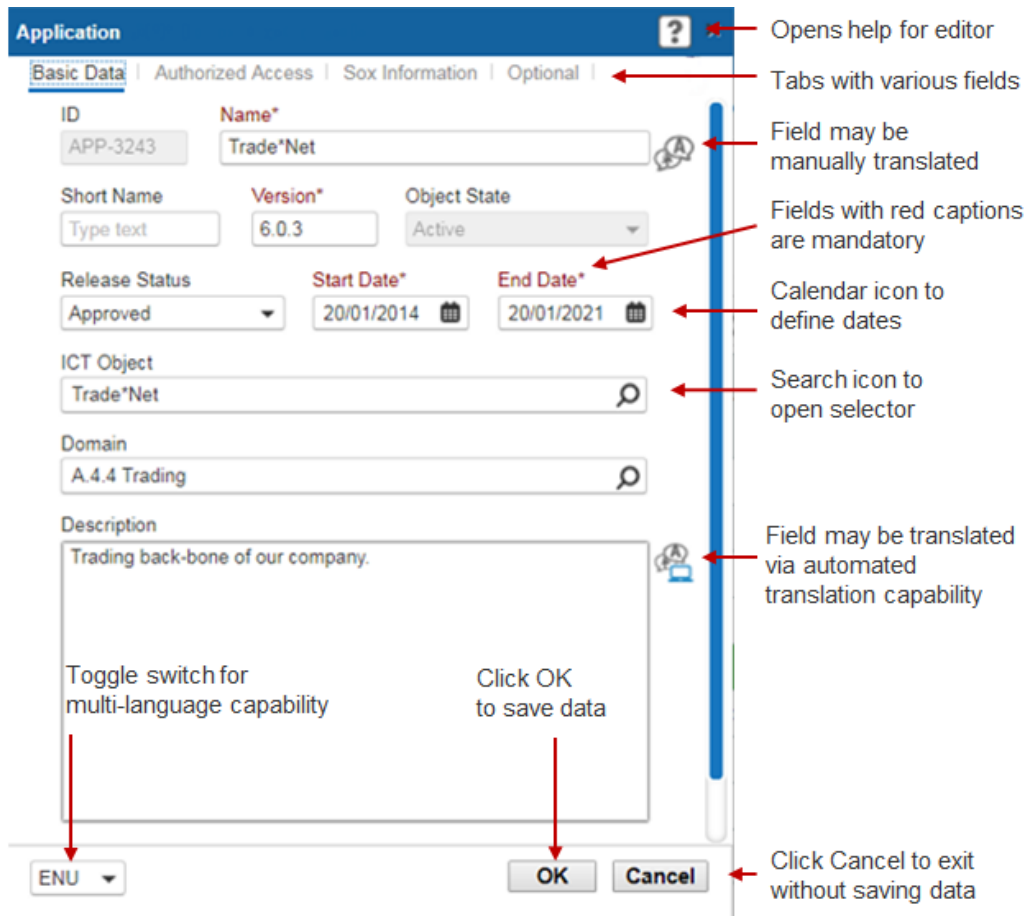 Application ?
Opens help for editor
Basic Data Authorized Access Sox Information Optional
Tabs with various fields
ID Name*
APP-3243 Trade*Net
Field may be
manually translated
Short Name Version* Object State
Type text 6.0.3 Active
Fields with red captions
are mandatory
Release Status Start Date* End Date*
Approved 20/01/2014 20/01/2021
Calendar icon to
define dates
ICT Object
Trade*Net
Search icon to
open selector
Domain
A.4.4 Trading
Description
Trading back-bone of our company.
Field may be translated
via automated
translation capability
Toggle switch for
multi-language capability
Click OK
to save data
ENU OK Cancel
Click Cancel to exit
without saving data